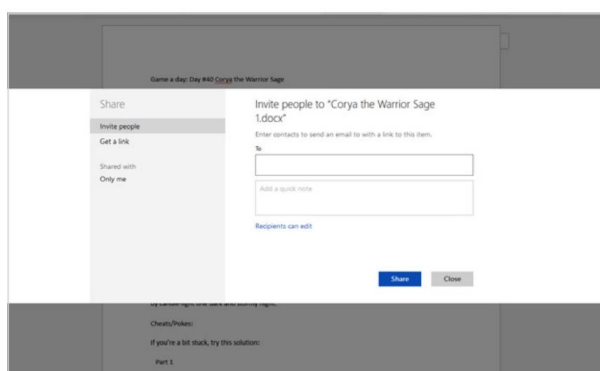 Game a day: Day #40 Corya the Warrior Sage
Share
Invite people
Get a link
Shared with
Only me
Invite people to "Corya the Warrior Sage
1.docx"
Enter contacts to send an email to with a link to this item.
To
Add a quick note
Recipients can edit
Share
Close
by candle-light one dark and stormy night.
Cheats/Pokes:
If you're a bit stuck, try this solution:
Part 1